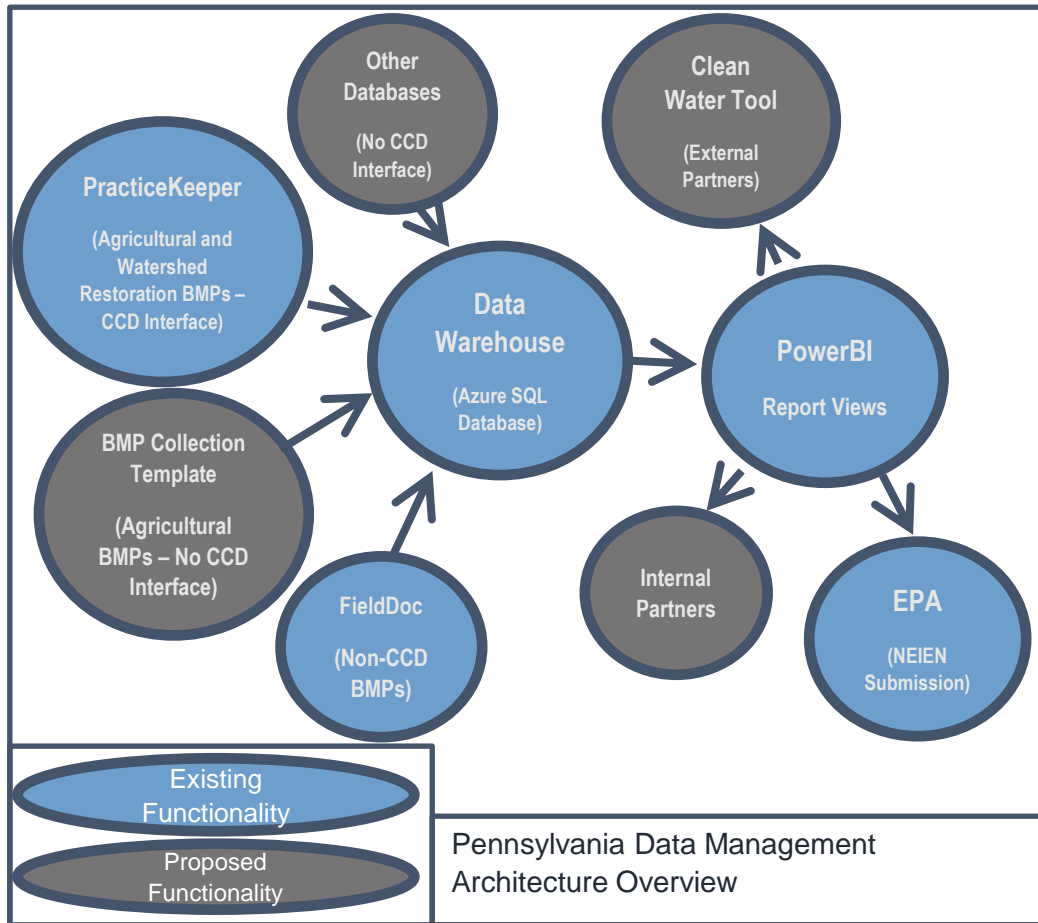 Other
Databases
(No CCD
Interface)
Clean
Water Tool
(External
Partners)
PracticeKeeper
(Agricultural and
Watershed
Restoration BMPs –
CCD Interface)
Data
Warehouse
(Azure SQL
Database)
PowerBI
Report Views
BMP Collection
Template
(Agricultural
BMPs – No CCD
Interface)
FieldDoc
(Non-CCD
BMPs)
Internal
Partners
EPA
(NEIEN
Submission)
Existing
Functionality
Proposed
Functionality
Pennsylvania Data Management
Architecture Overview